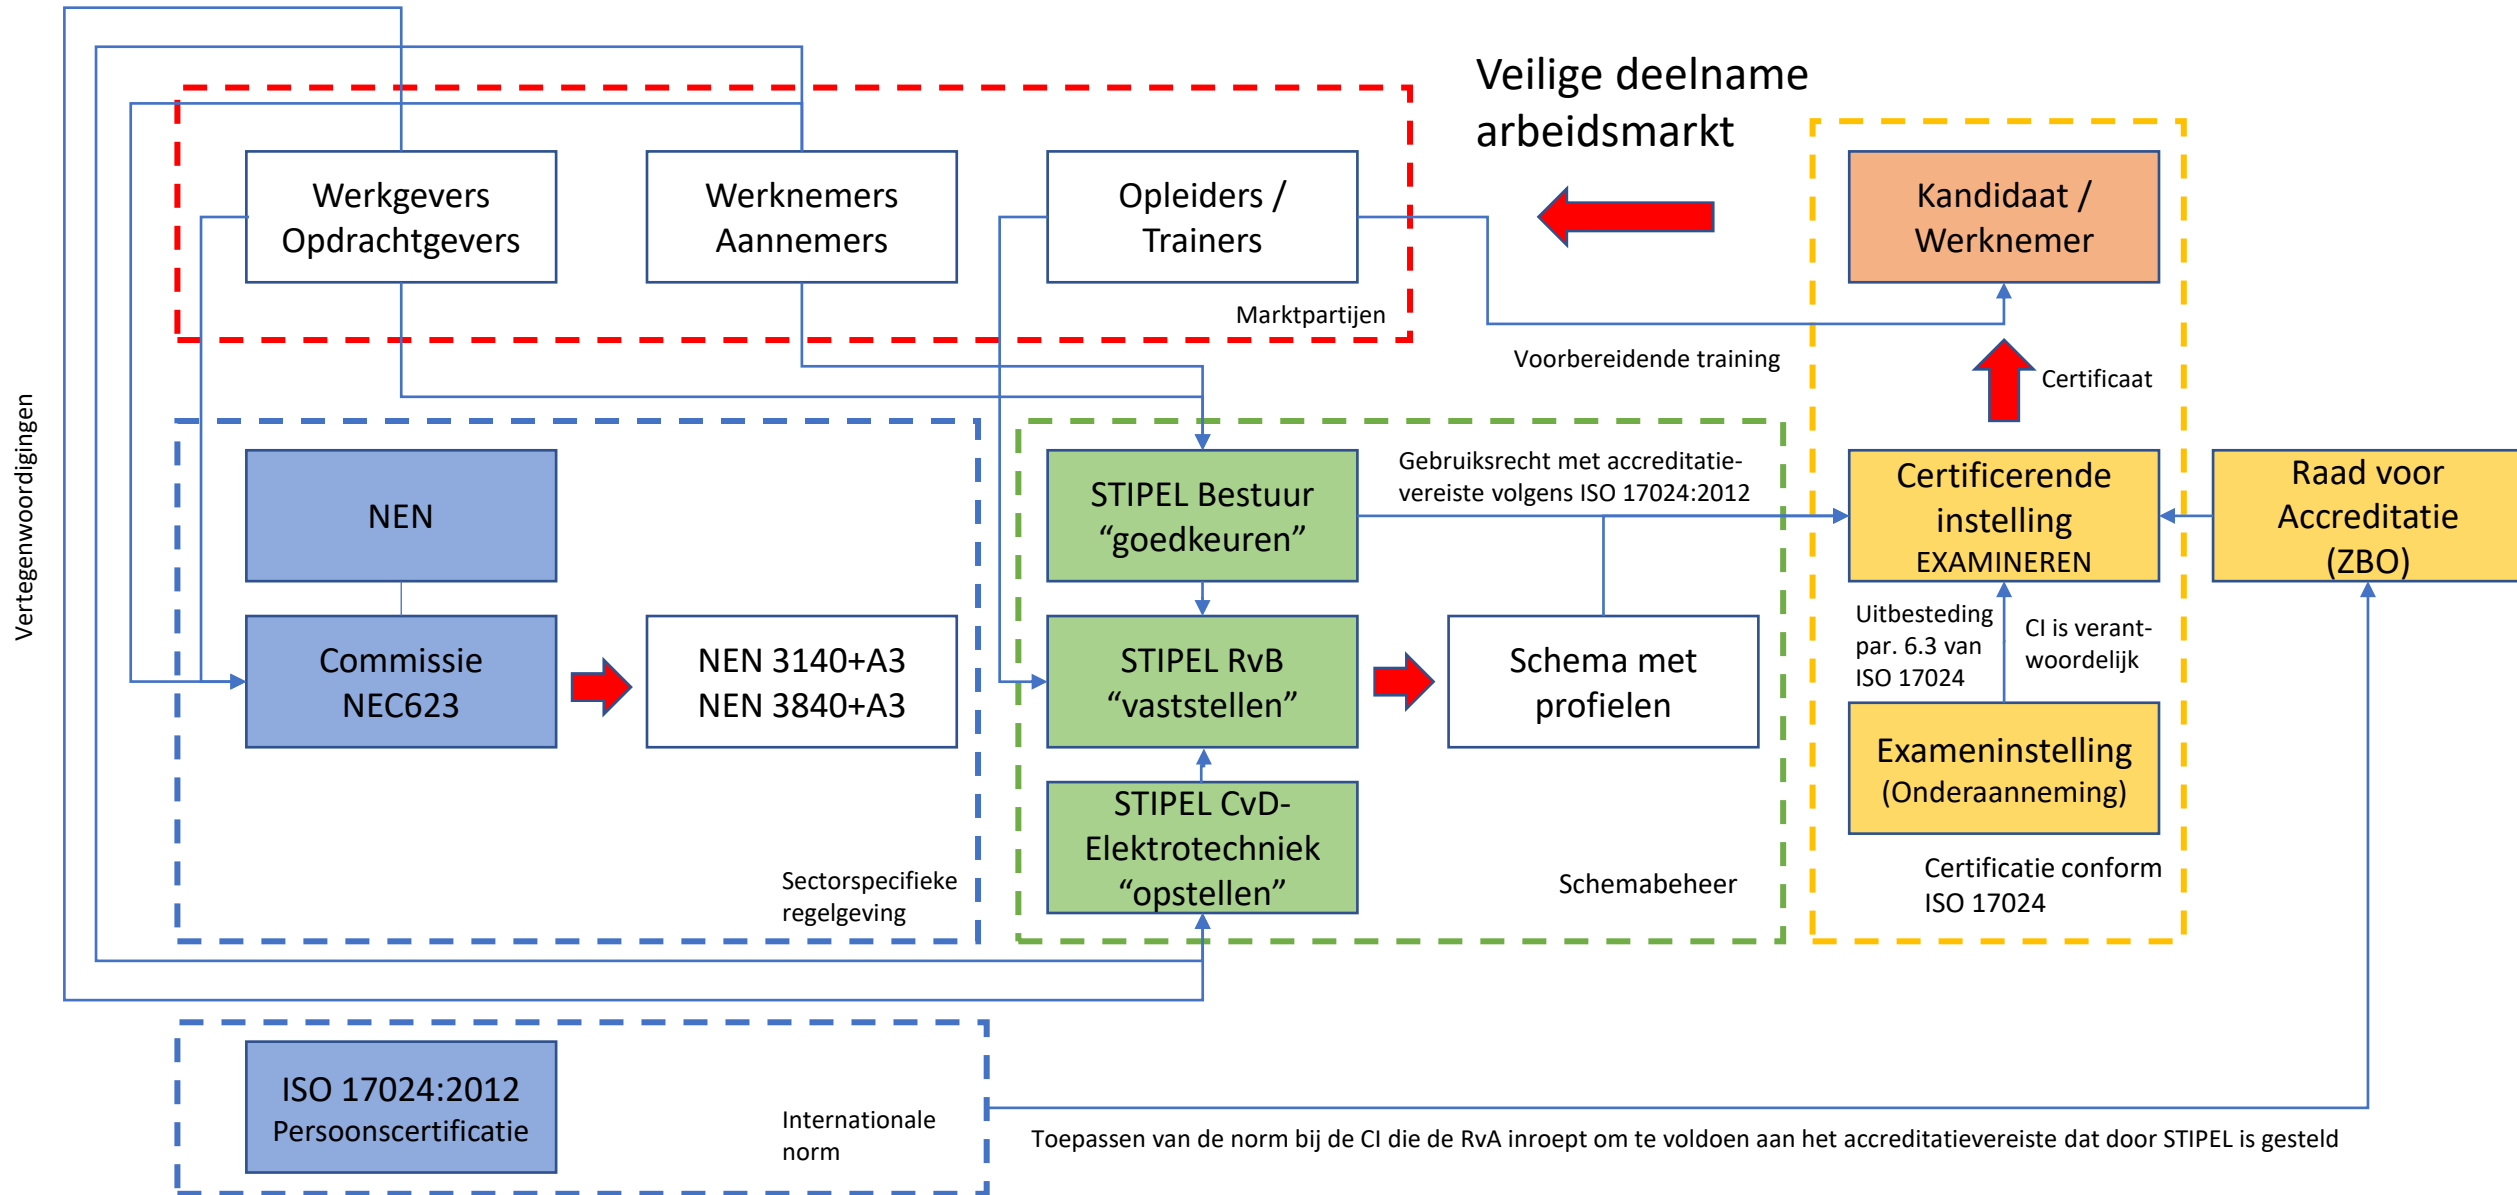 Veilige deelname
arbeidsmarkt
Werkgevers
Opdrachtgevers
Werknemers
Aannemers
Opleiders /
Trainers
Kandidaat /
Werknemer
Marktpartijen
Voorbereidende training
Certificaat
Vertegenwoordigingen
NEN
STIPEL Bestuur
“goedkeuren”
Gebruiksrecht met accreditatie-
vereiste volgens ISO 17024:2012
Certificerende
instelling
EXAMINEREN
Raad voor
Accreditatie
(ZBO)
Commissie
NEC623
NEN 3140+A3
NEN 3840+A3
STIPEL RvB
“vaststellen”
Schema met
profielen
Uitbesteding
par. 6.3 van
ISO 17024
CI is verant-
woordelijk
Exameninstelling
(Onderaanneming)
STIPEL CvD-
Elektrotechniek
“opstellen”
Sectorspecifieke
regelgeving
Schemabeheer
Certificatie conform
ISO 17024
ISO 17024:2012
Persoonscertificatie
Internationale
norm
Toepassen van de norm bij de CI die de RvA inroept om te voldoen aan het accreditatievereiste dat door STIPEL is gesteld